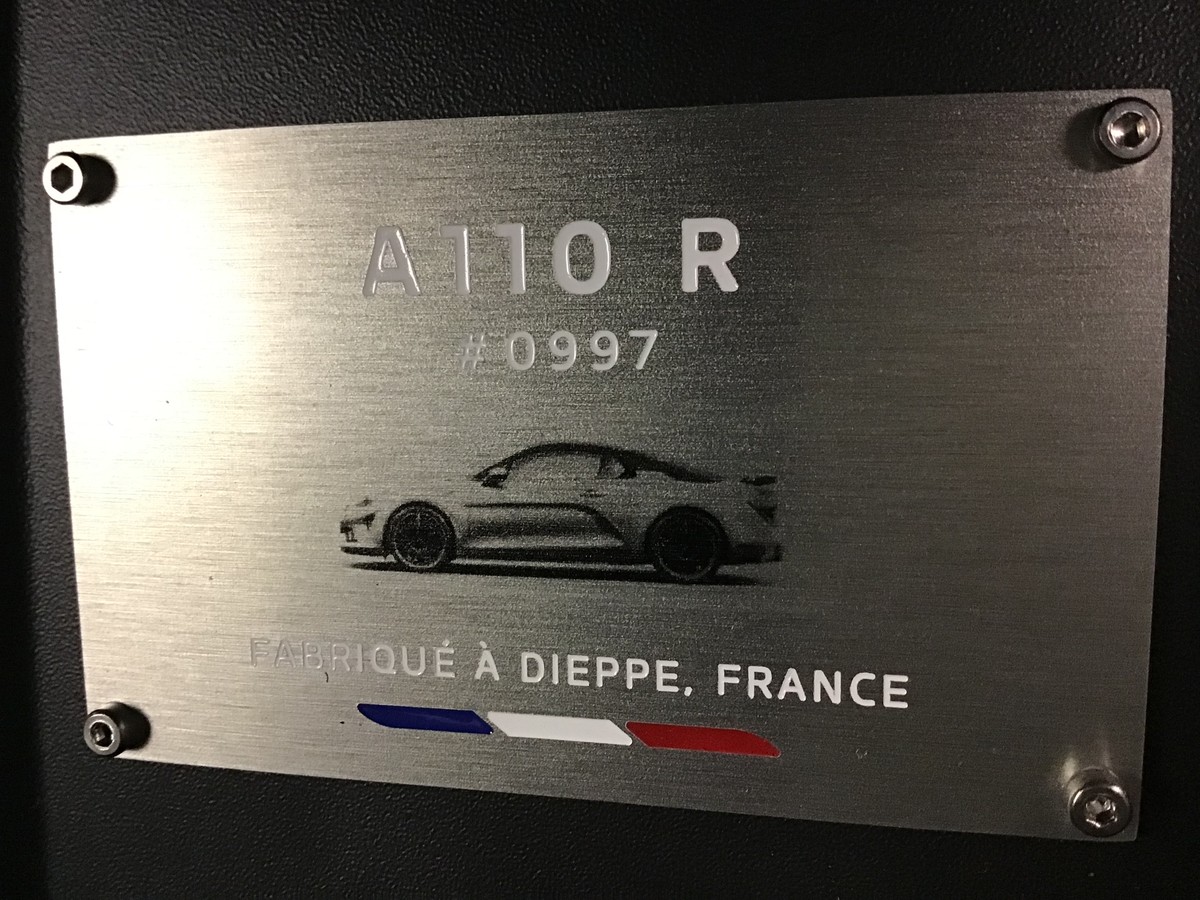 A110 R
#0997
FABRIQUÉ À DIEPPE, FRANCE